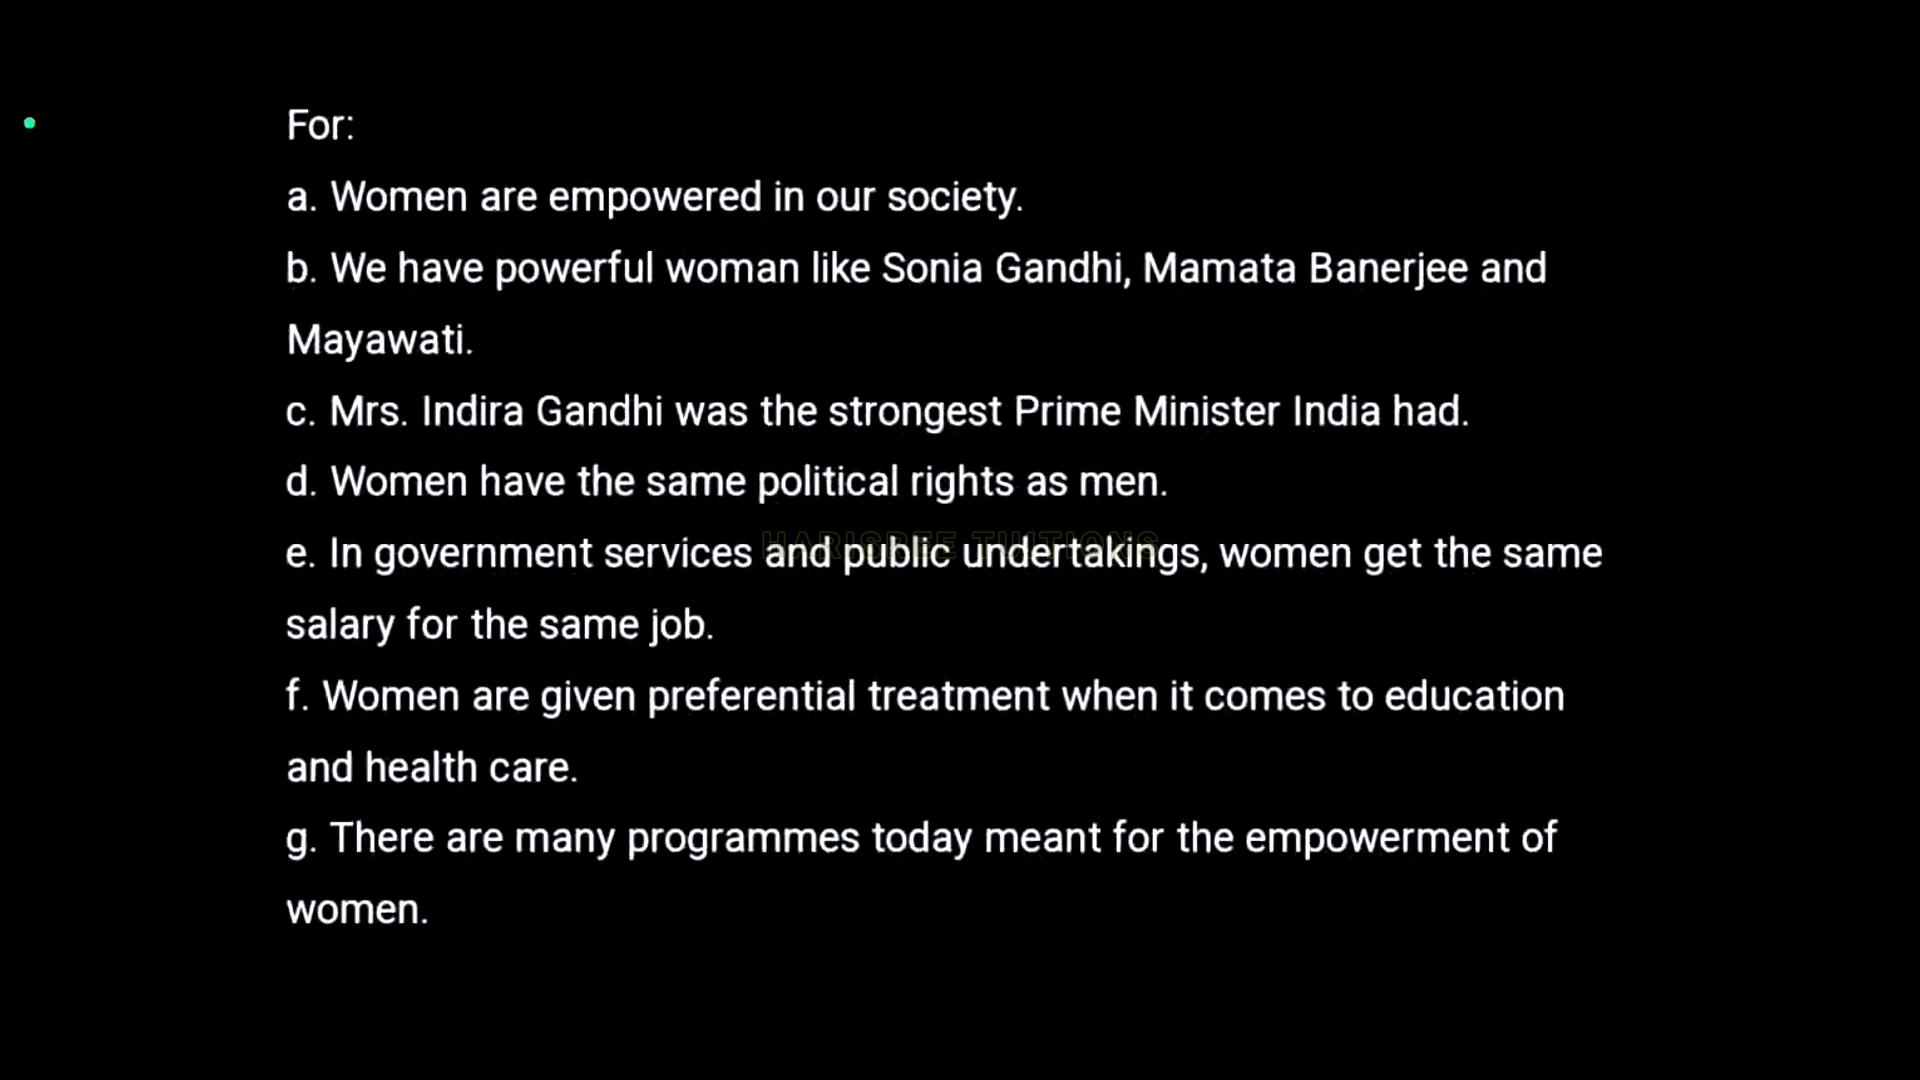 For:
a. Women are empowered in our society.
b. We have powerful woman like Sonia Gandhi, Mamata Banerjee and
Mayawati.
c. Mrs. Indira Gandhi was the strongest Prime Minister India had.
d. Women have the same political rights as men.
HARISREE TUITIONS
e. In government services and public undertakings, women get the same
salary for the same job.
f. Women are given preferential treatment when it comes to education
and health care.
g. There are many programmes today meant for the empowerment of
women.